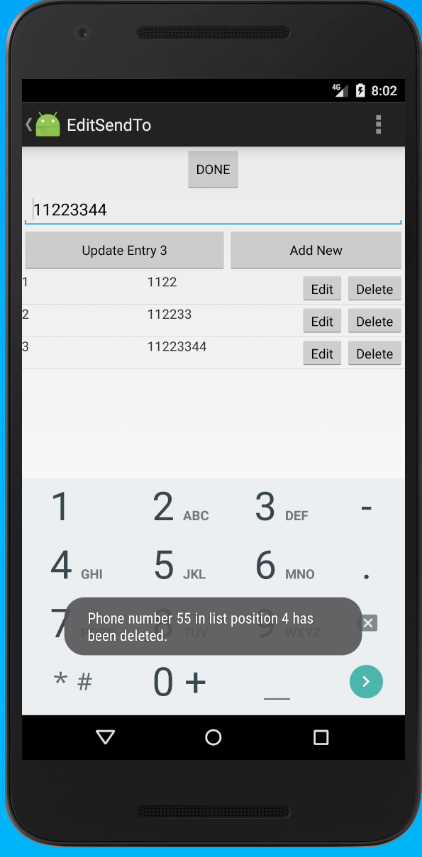 4G 8:02
EditSendTo
DONE
11223344
Update Entry 3 Add New
1 1122 Edit Delete
2 112233 Edit Delete
3 11223344 Edit Delete
1 2 ABC 3 DEF -
4 GHI 5 JKL 6 MNO .
7 8 TUV 9 WXYZ
Phone number 55 in list position 4 has
been deleted.
* # 0 + _